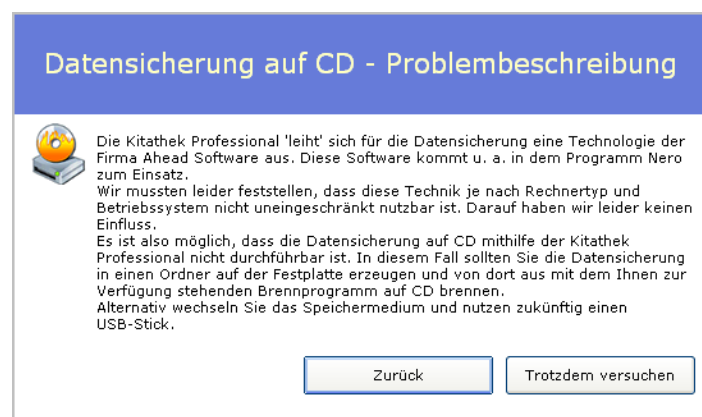 Datensicherung auf CD - Problembeschreibung
Die Kitathek Professional 'leiht' sich für die Datensicherung eine Technologie der
Firma Ahead Software aus. Diese Software kommt u. a. in dem Programm Nero
zum Einsatz.
Wir mussten leider feststellen, dass diese Technik je nach Rechnertyp und
Betriebssystem nicht uneingeschränkt nutzbar ist. Darauf haben wir leider keinen
Einfluss.
Es ist also möglich, dass die Datensicherung auf CD mithilfe der Kitathek
Professional nicht durchführbar ist. In diesem Fall sollten Sie die Datensicherung
in einen Ordner auf der Festplatte erzeugen und von dort aus mit dem Ihnen zur
Verfügung stehenden Brennprogramm auf CD brennen.
Alternativ wechseln Sie das Speichermedium und nutzen zukünftig einen
USB-Stick.
Zurück
Trotzdem versuchen